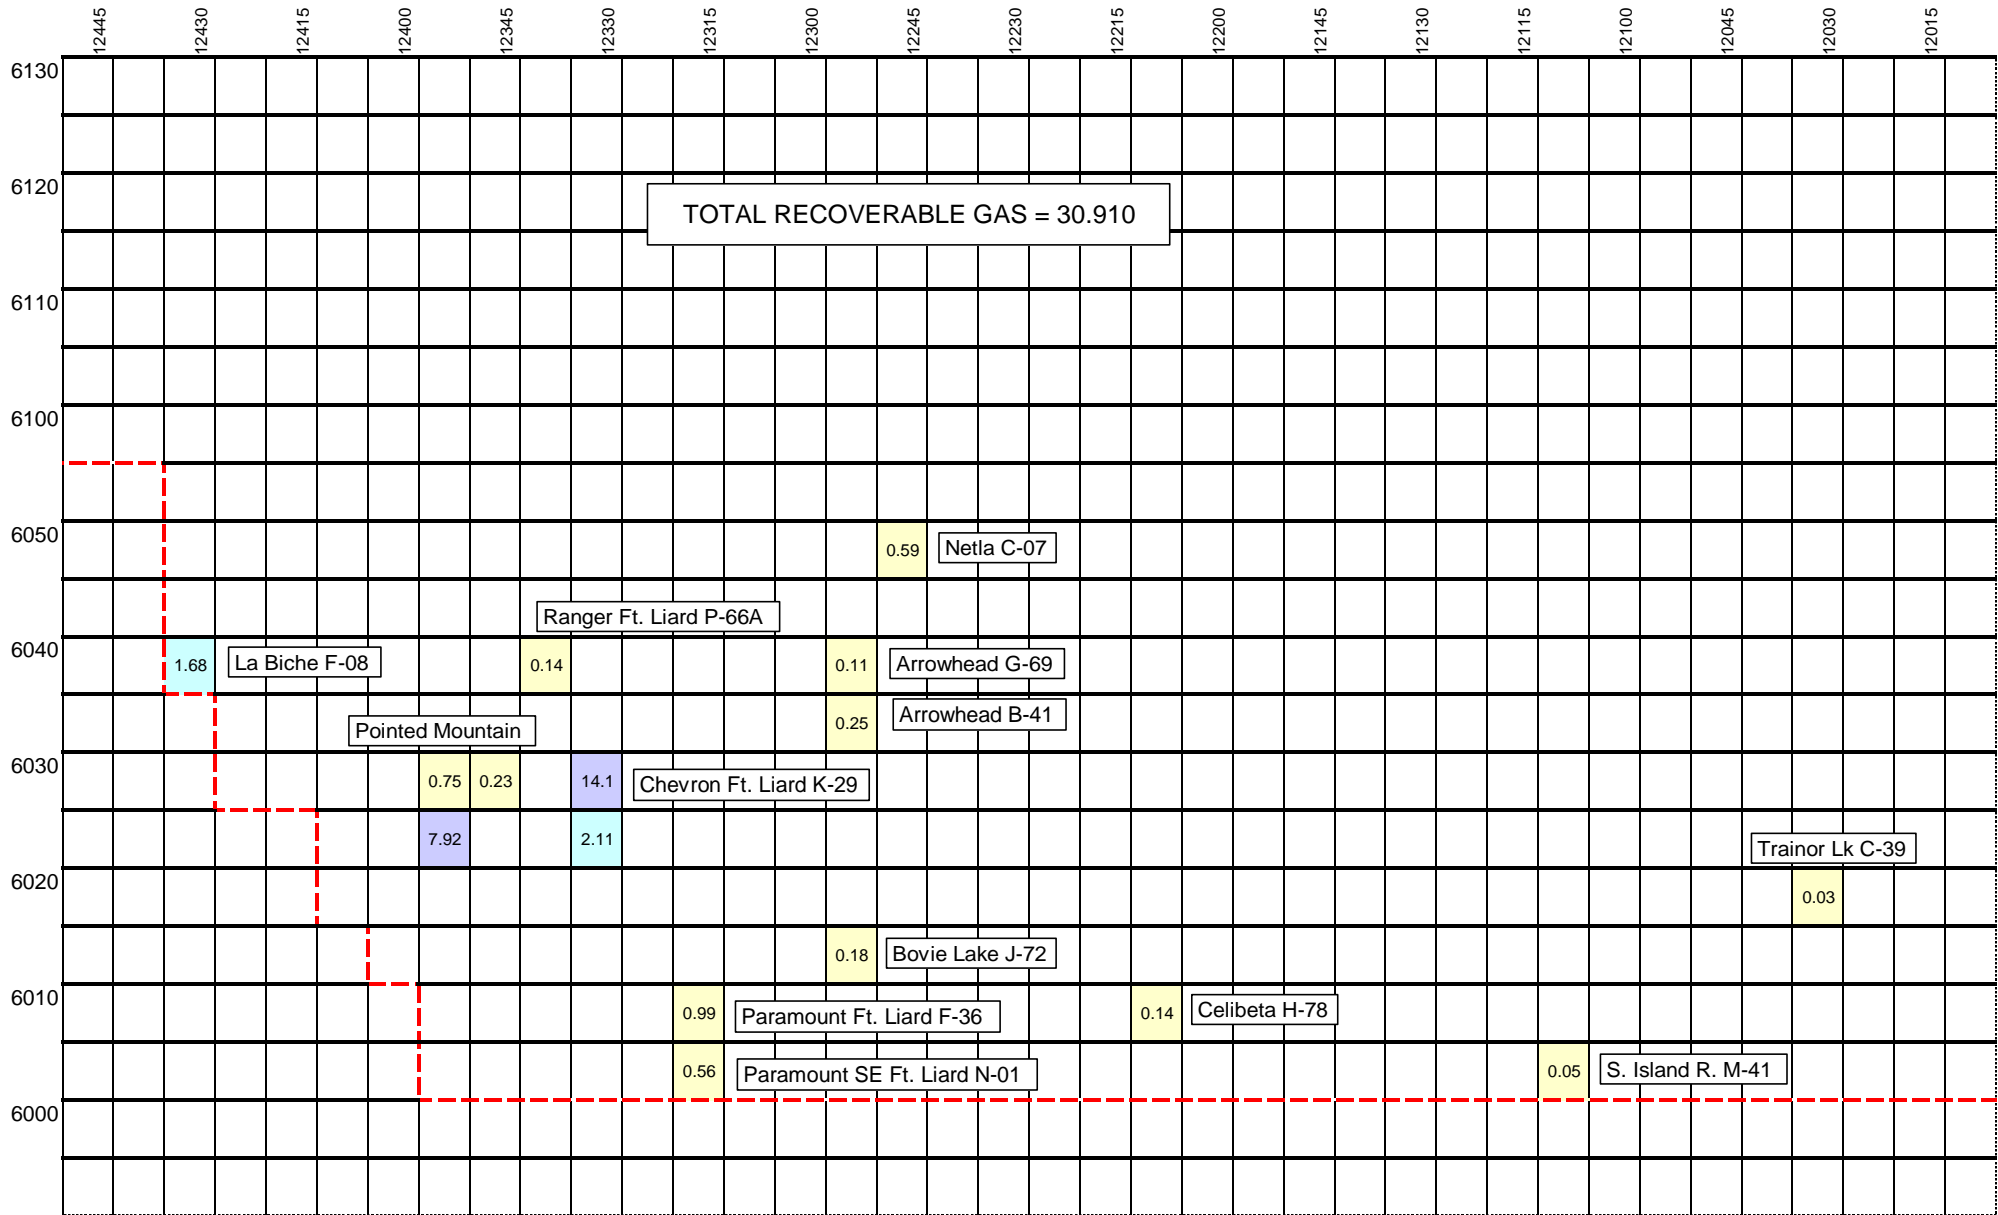 12445 12430 12415 12400 12345 12330 12315 12300 12245 12230 12215 12200 12145 12130 12115 12100 12045 12030 12015
6130
6120
TOTAL RECOVERABLE GAS = 30.910
6110
6100
6050
0.59 Netla C-07
Ranger Ft. Liard P-66A
6040
1.68 La Biche F-08 0.14 0.11 Arrowhead G-69
0.25 Arrowhead B-41
Pointed Mountain
6030
0.75 0.23 14.1 Chevron Ft. Liard K-29
7.92 2.11
Trainor Lk C-39
6020
0.03
0.18 Bovie Lake J-72
6010
0.99 Paramount Ft. Liard F-36 0.14 Celibeta H-78
0.56 Paramount SE Ft. Liard N-01 0.05 S. Island R. M-41
6000